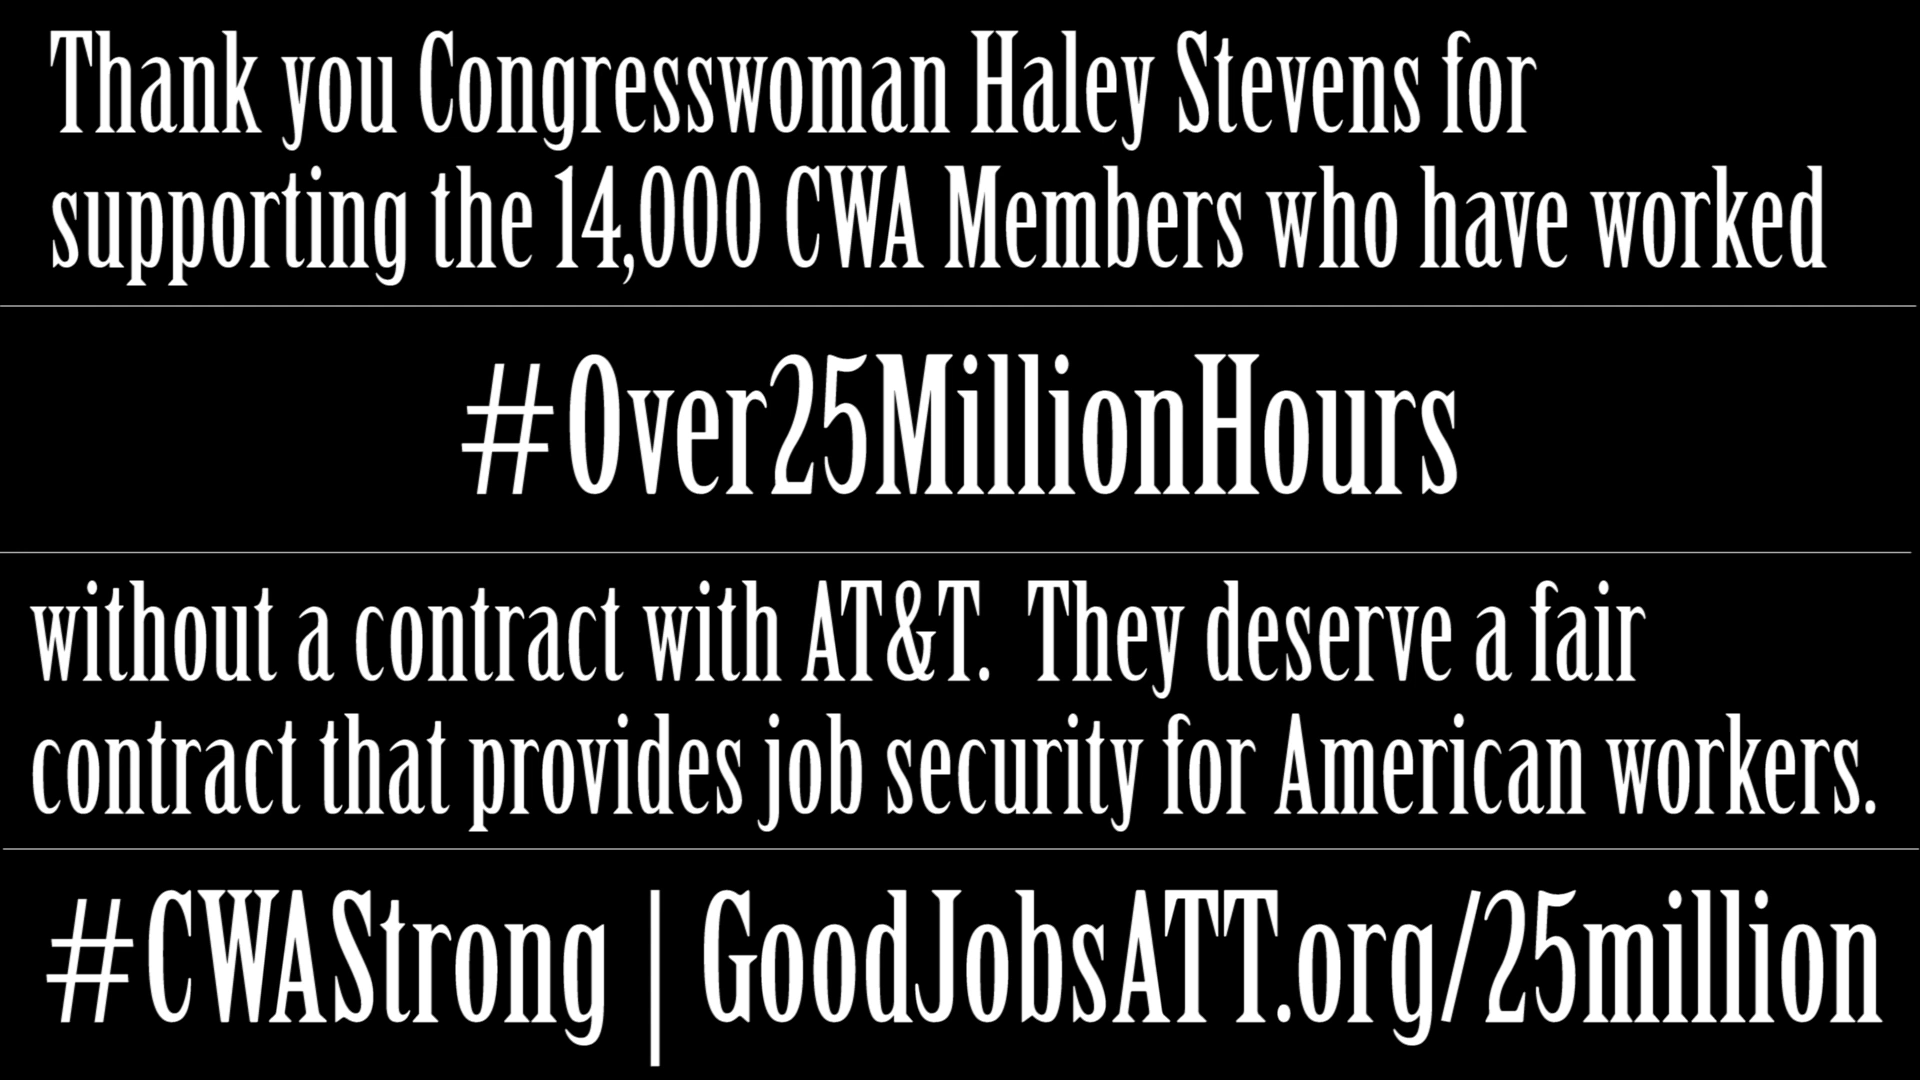 Thank you Congresswoman Haley Stevens for
supporting the 14,000 CWA Members who have worked
#Over25MillionHours
without a contract with AT&T.  They deserve a fair
contract that provides job security for American workers.
#CWAStrong | GoodJobsATT.org/25million